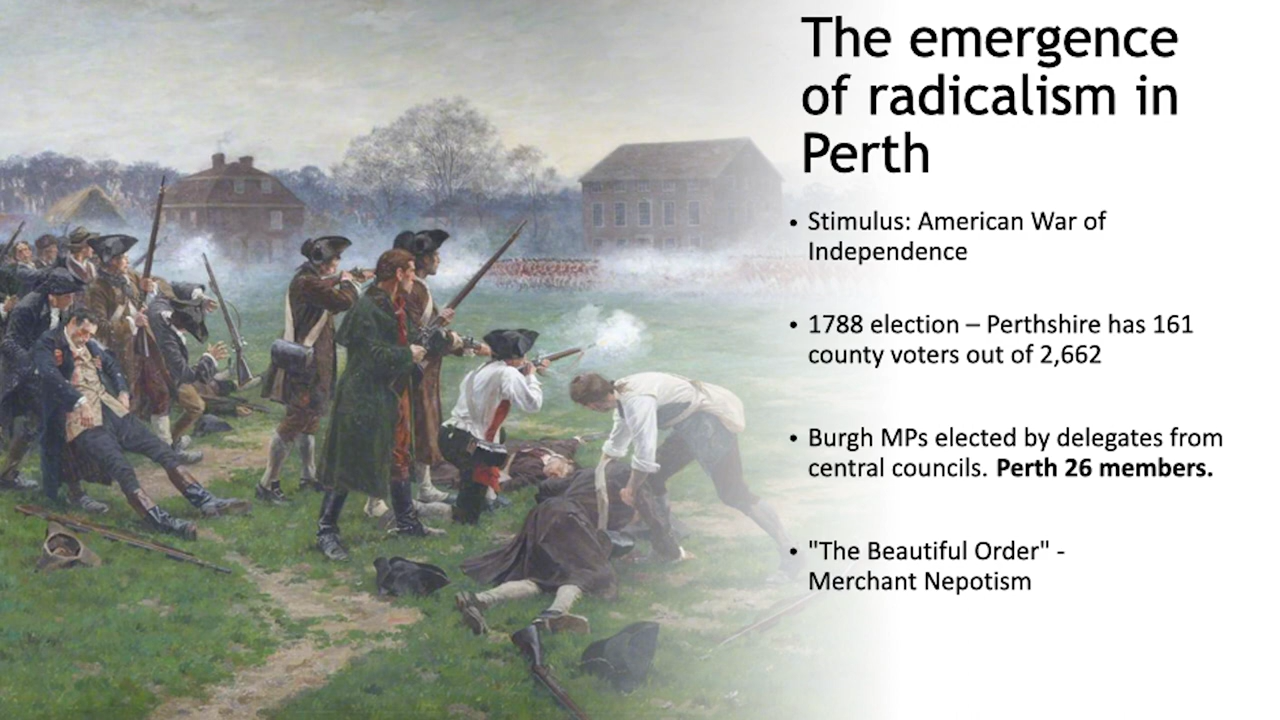 The emergence
of radicalism in
Perth
• Stimulus: American War of
Independence
• 1788 election – Perthshire has 161
county voters out of 2,662
• Burgh MPs elected by delegates from
central councils. Perth 26 members.
• "The Beautiful Order" -
Merchant Nepotism